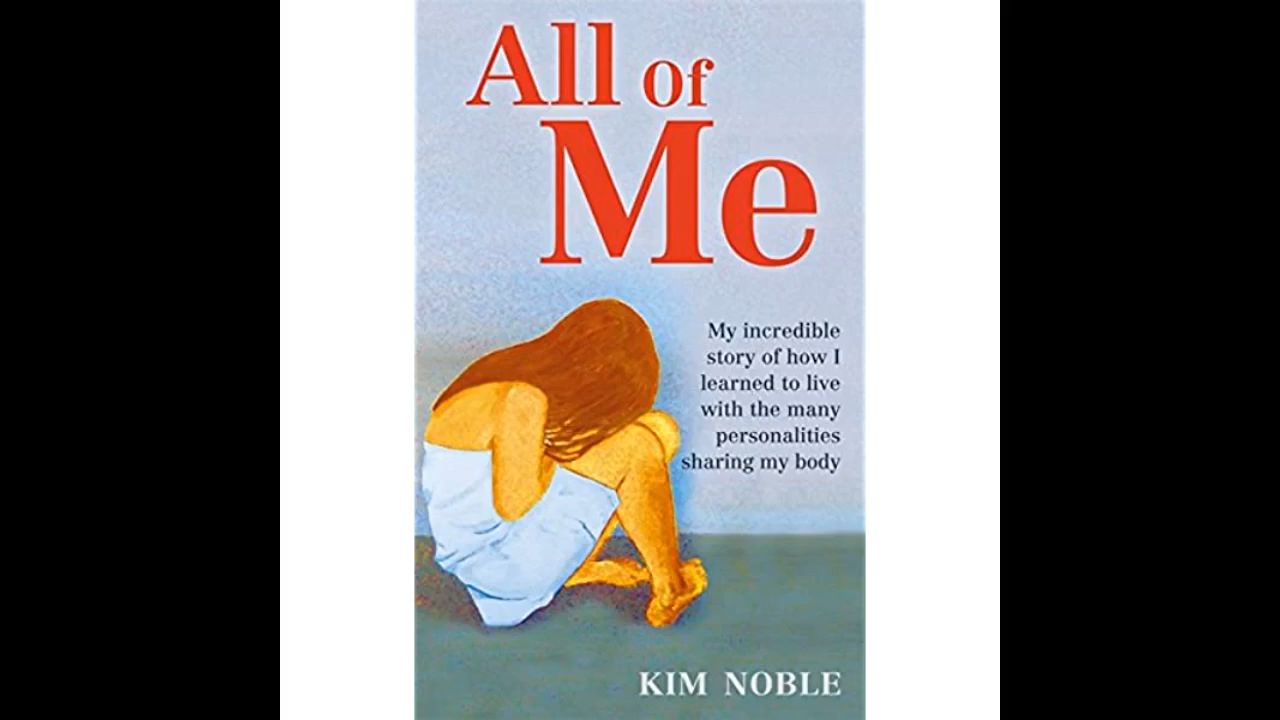 All of
Me
My incredible
story of how I
learned to live
with the many
personalities
sharing my body
KIM NOBLE